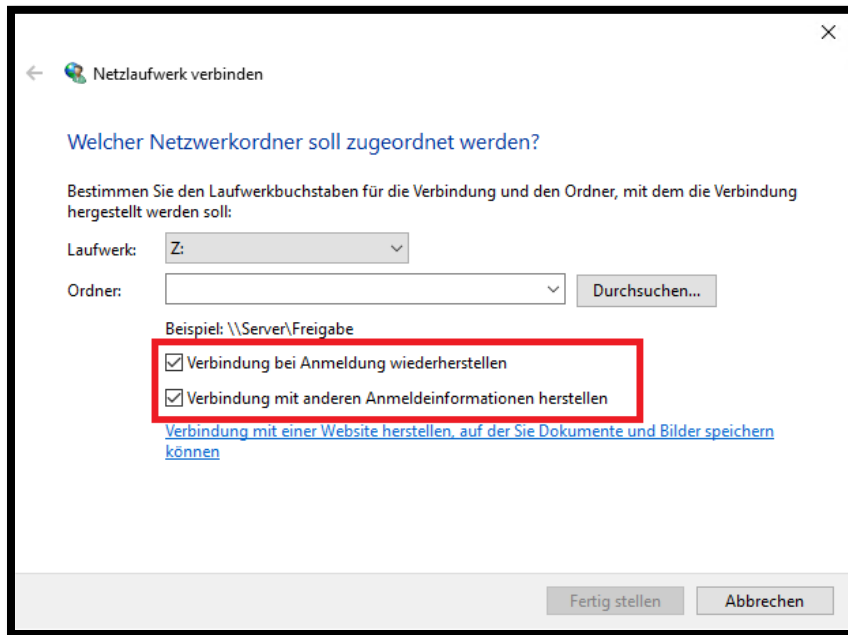 Netzlaufwerk verbinden
Welcher Netzwerkordner soll zugeordnet werden?
Bestimmen Sie den Laufwerkbuchstaben für die Verbindung und den Ordner, mit dem die Verbindung
hergestellt werden soll:
Laufwerk: Z:
Ordner: Durchsuchen...
Beispiel: \\Server\Freigabe
Verbindung bei Anmeldung wiederherstellen
Verbindung mit anderen Anmeldeinformationen herstellen
Verbindung mit einer Website herstellen, auf der Sie Dokumente und Bilder speichern
können
Fertig stellen Abbrechen